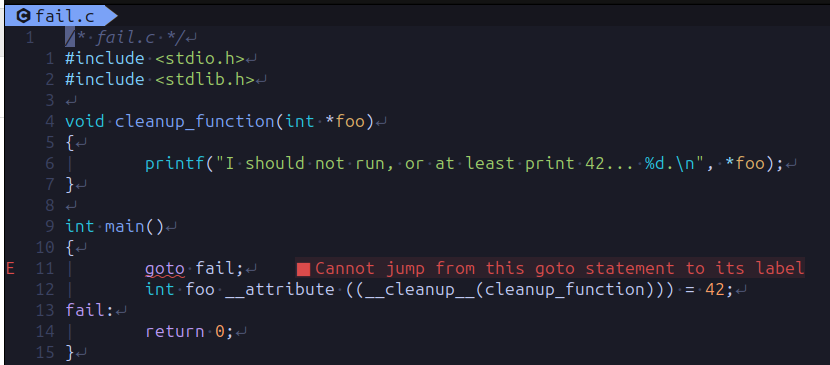 fail.c
1 /* fail.c */
1 #include <stdio.h>
2 #include <stdlib.h>
3
4 void cleanup_function(int *foo)
5 {
6 printf("I should not run, or at least print 42... %d.\n", *foo);
7 }
8
9 int main()
10 {
E 11 goto fail; ■ Cannot jump from this goto statement to its label
12 int foo __attribute ((__cleanup__(cleanup_function))) = 42;
13 fail:
14 return 0;
15 }